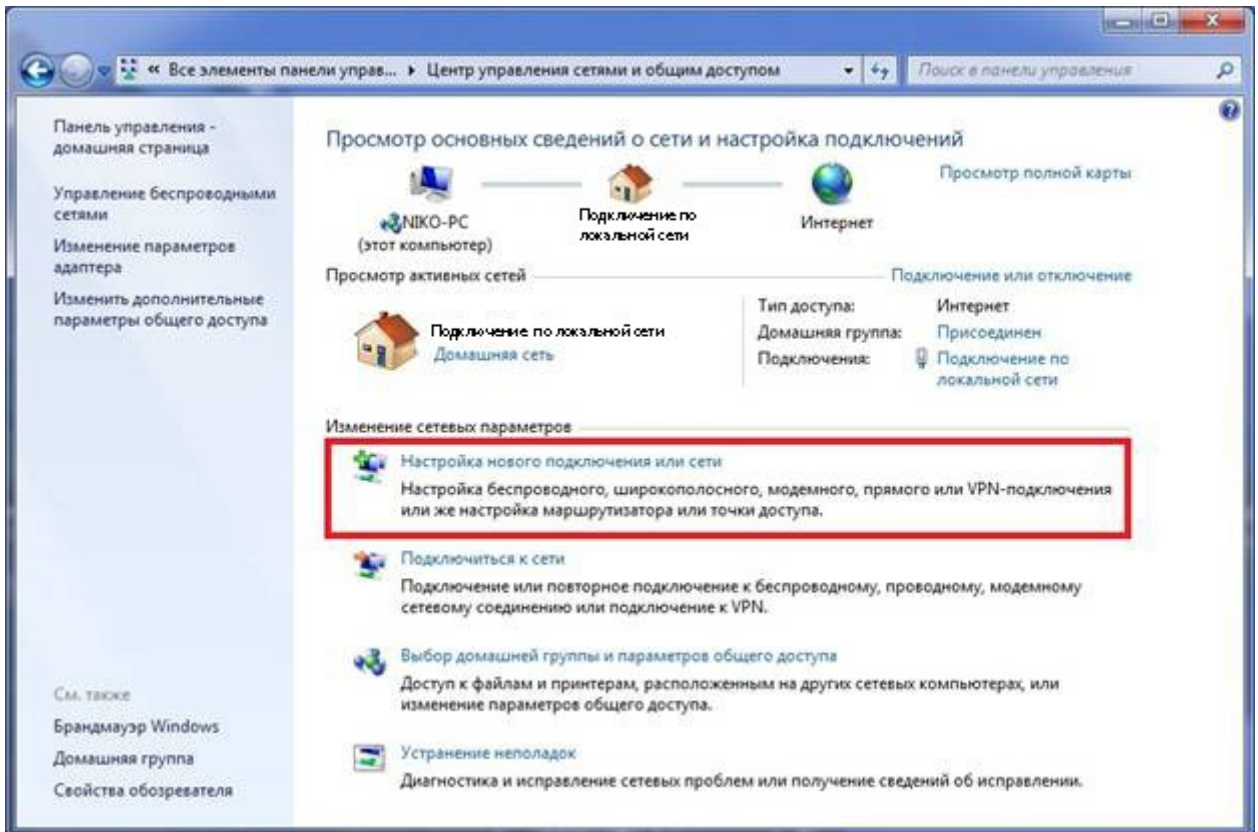 « Все элементы панели управ... ▸ Центр управления сетями и общим доступом
Поиск в панели управления
Панель управления -
домашняя страница
Управление беспроводными
сетями
Изменение параметров
адаптера
Изменить дополнительные
параметры общего доступа
См. также
Брандмауэр Windows
Домашняя группа
Свойства обозревателя
Просмотр основных сведений о сети и настройка подключений
NIKO-PC
(этот компьютер)
Подключение по
локальной сети
Интернет
Просмотр полной карты
Просмотр активных сетей
Подключение или отключение
Подключение по локальной сети
Домашняя сеть
Тип доступа: Интернет
Домашняя группа: Присоединен
Подключения: Подключение по
локальной сети
Изменение сетевых параметров
Настройка нового подключения или сети
Настройка беспроводного, широкополосного, модемного, прямого или VPN-подключения
или же настройка маршрутизатора или точки доступа.
Подключиться к сети
Подключение или повторное подключение к беспроводному, проводному, модемному
сетевому соединению или подключение к VPN.
Выбор домашней группы и параметров общего доступа
Доступ к файлам и принтерам, расположенным на других сетевых компьютерах, или
изменение параметров общего доступа.
Устранение неполадок
Диагностика и исправление сетевых проблем или получение сведений об исправлении.